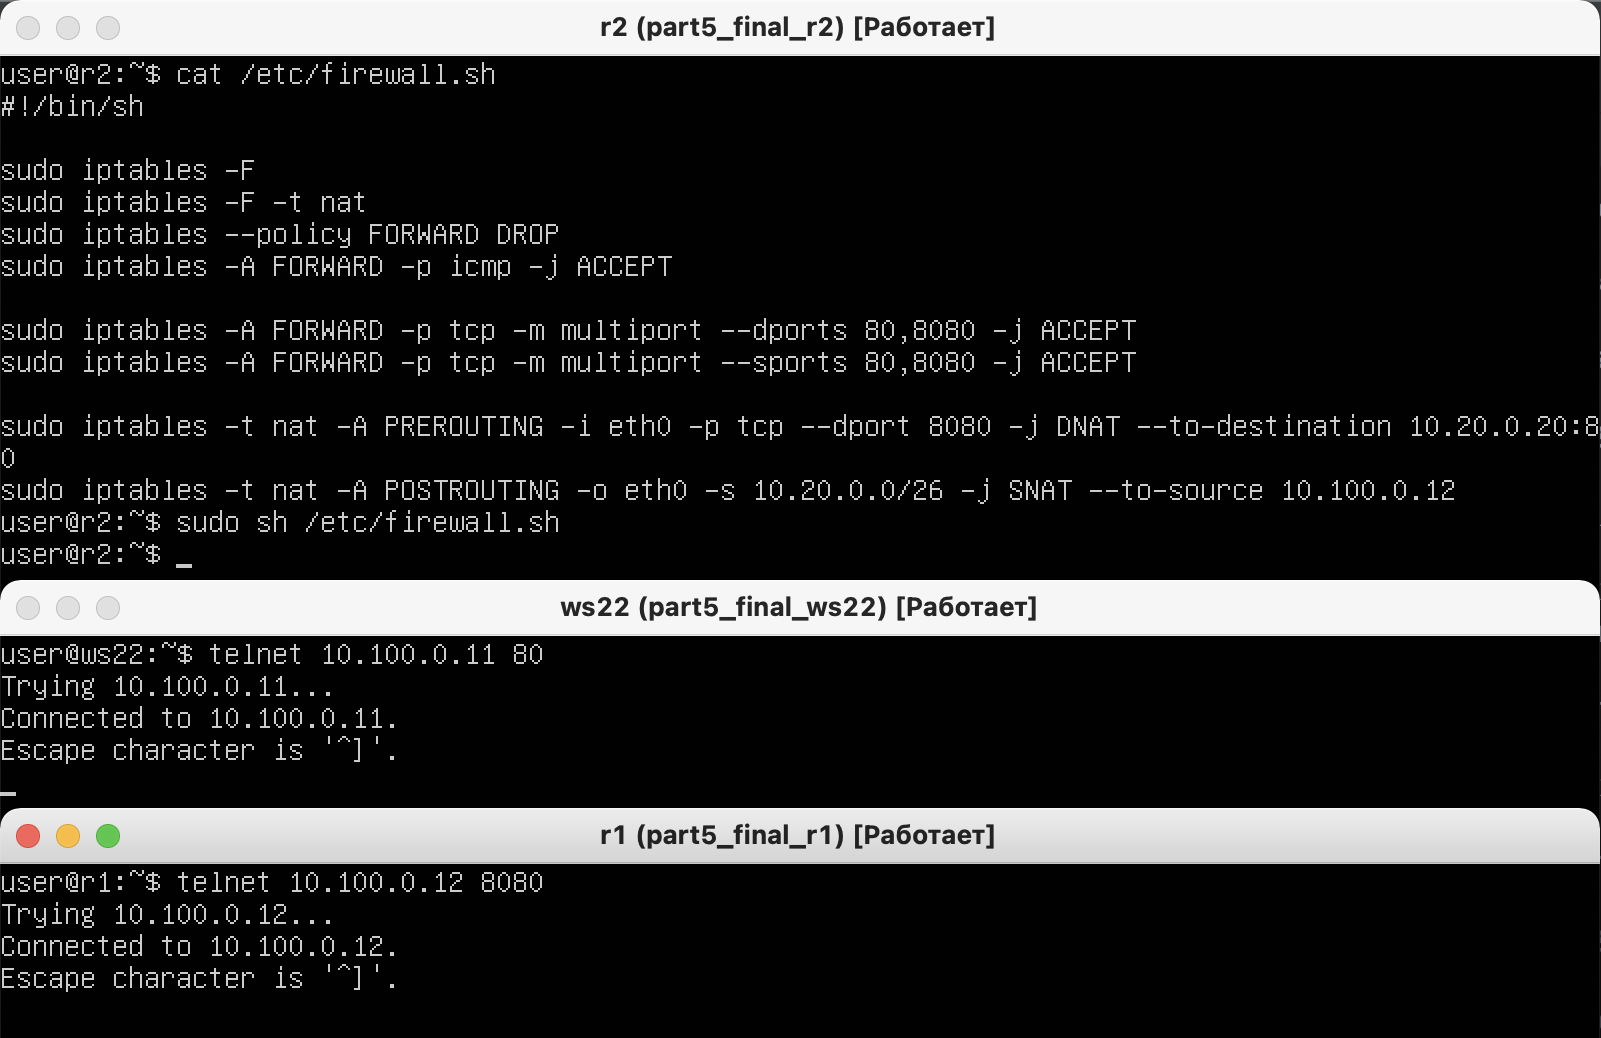 r2 (part5_final_r2) [Работает]
user@r2:~$ cat /etc/firewall.sh
#!/bin/sh
sudo iptables -F
sudo iptables -F -t nat
sudo iptables --policy FORWARD DROP
sudo iptables -A FORWARD -p icmp -j ACCEPT
sudo iptables -A FORWARD -p tcp -m multiport --dports 80,8080 -j ACCEPT
sudo iptables -A FORWARD -p tcp -m multiport --sports 80,8080 -j ACCEPT
sudo iptables -t nat -A PREROUTING -i eth0 -p tcp --dport 8080 -j DNAT --to-destination 10.20.0.20:8
0
sudo iptables -t nat -A POSTROUTING -o eth0 -s 10.20.0.0/26 -j SNAT --to-source 10.100.0.12
user@r2:~$ sudo sh /etc/firewall.sh
user@r2:~$ _
ws22 (part5_final_ws22) [Работает]
user@ws22:~$ telnet 10.100.0.11 80
Trying 10.100.0.11...
Connected to 10.100.0.11.
Escape character is '^]'.
_
r1 (part5_final_r1) [Работает]
user@r1:~$ telnet 10.100.0.12 8080
Trying 10.100.0.12...
Connected to 10.100.0.12.
Escape character is '^]'.